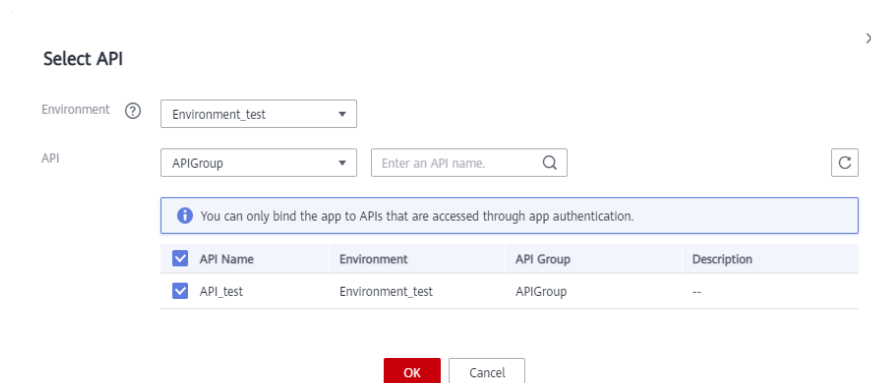 Select API
Environment ? Environment_test
API APIGroup Enter an API name.
You can only bind the app to APIs that are accessed through app authentication.
API Name Environment API Group Description
API_test Environment_test APIGroup --
OK Cancel